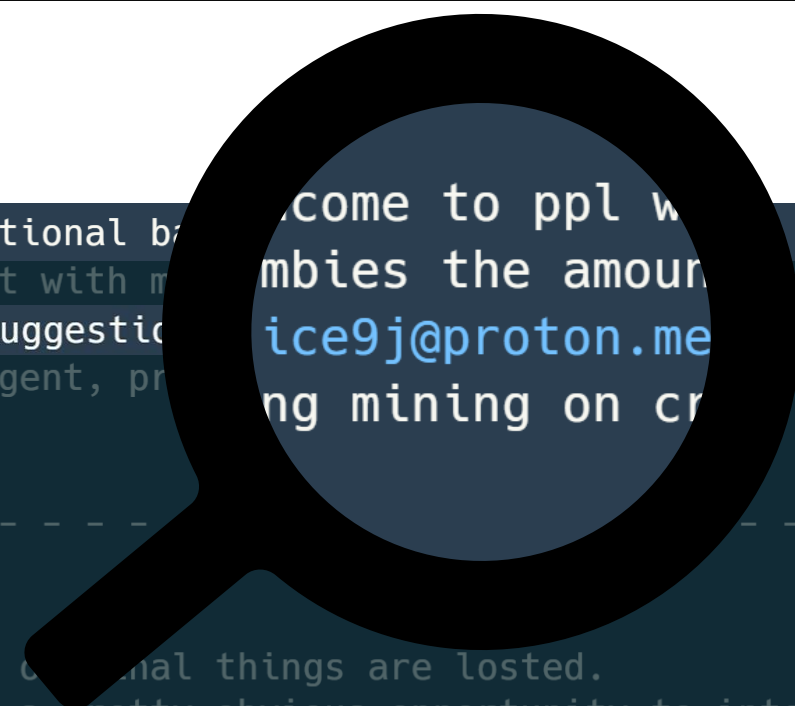 come to ppl w
tional ba
mbies the amoun
t with m
uggestio
ice9j@proton.me
gent, pr
ng mining on cr
- - - -
- -
nal things are losted.